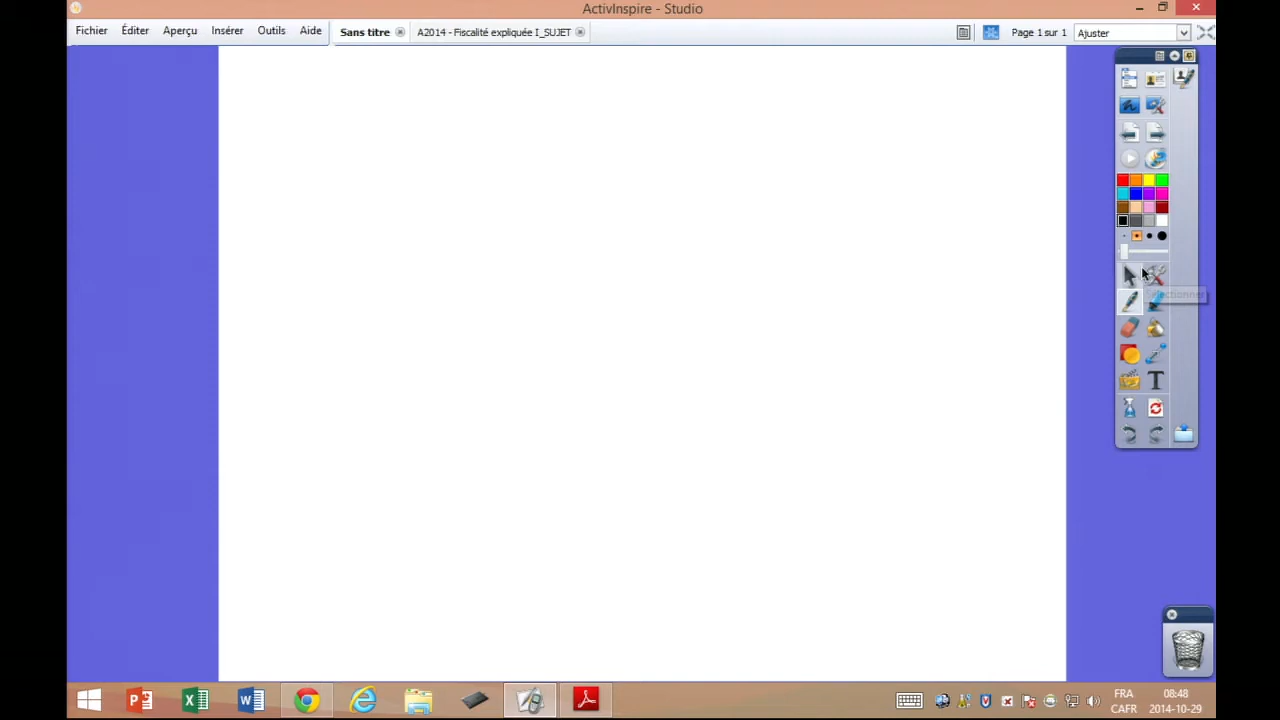 ActivInspire - Studio
Fichier Éditer Aperçu Insérer Outils Aide
Sans titre
A2014 - Fiscalité expliquée I_SUJET
Page 1 sur 1
Ajuster
Sélectionner
T
FRA
CAFR
08:48
2014-10-29